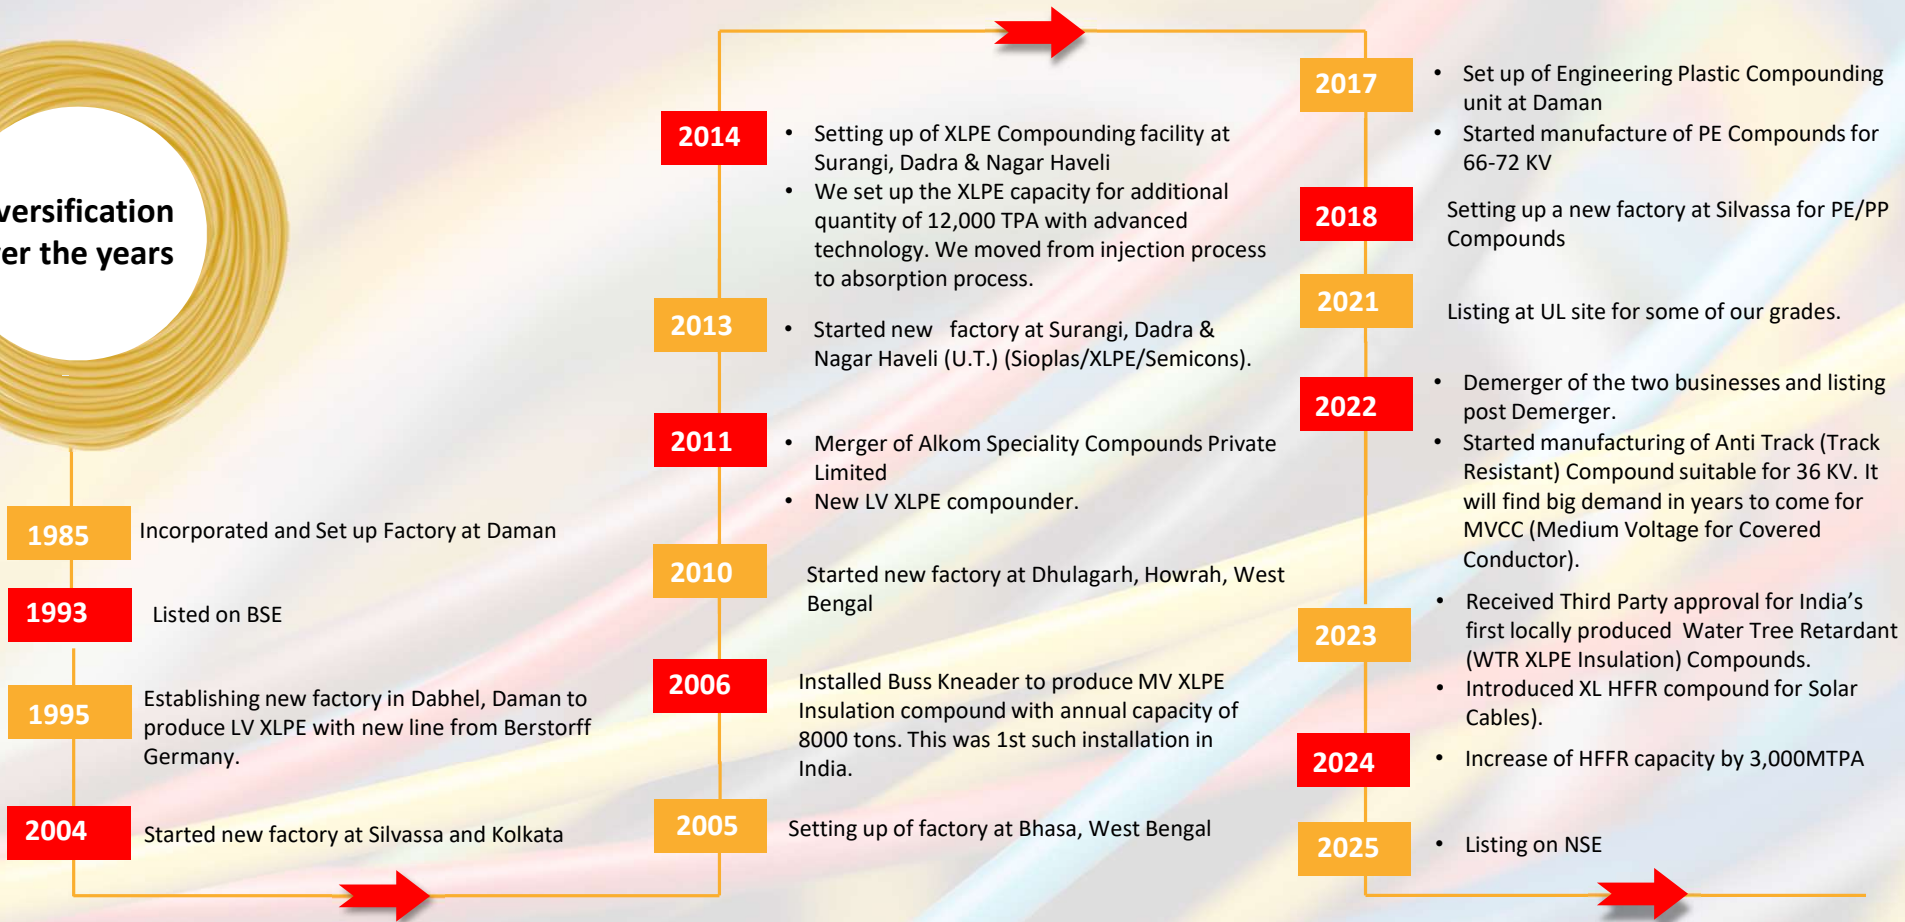 versification
er the years
1985
Incorporated and Set up Factory at Daman
1993
Listed on BSE
1995
Establishing new factory in Dabhel, Daman to
produce LV XLPE with new line from Berstorff
Germany.
2004
Started new factory at Silvassa and Kolkata
2005
Setting up of factory at Bhasa, West Bengal
2006
Installed Buss Kneader to produce MV XLPE
Insulation compound with annual capacity of
8000 tons. This was 1st such installation in
India.
2010
Started new factory at Dhulagarh, Howrah, West
Bengal
2011
• Merger of Alkom Speciality Compounds Private
Limited
• New LV XLPE compounder.
2013
• Started new factory at Surangi, Dadra &
Nagar Haveli (U.T.) (Sioplas/XLPE/Semicons).
2014
• Setting up of XLPE Compounding facility at
Surangi, Dadra & Nagar Haveli
• We set up the XLPE capacity for additional
quantity of 12,000 TPA with advanced
technology. We moved from injection process
to absorption process.
2017
• Set up of Engineering Plastic Compounding
unit at Daman
• Started manufacture of PE Compounds for
66-72 KV
2018
Setting up a new factory at Silvassa for PE/PP
Compounds
2021
Listing at UL site for some of our grades.
2022
• Demerger of the two businesses and listing
post Demerger.
• Started manufacturing of Anti Track (Track
Resistant) Compound suitable for 36 KV. It
will find big demand in years to come for
MVCC (Medium Voltage for Covered
Conductor).
2023
• Received Third Party approval for India’s
first locally produced Water Tree Retardant
(WTR XLPE Insulation) Compounds.
• Introduced XL HFFR compound for Solar
Cables).
2024
• Increase of HFFR capacity by 3,000MTPA
2025
• Listing on NSE